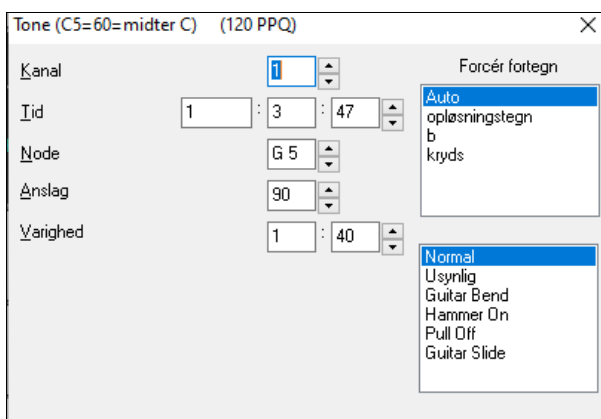 Tone (C5=60=midter C) (120 PPQ)
Kanal 1
Tid 1 : 3 : 47
Node G 5
Anslag 90
Varighed 1 : 40
Forcér fortegn
Auto
opløsningstegn
b
kryds
Normal
Usynlig
Guitar Bend
Hammer On
Pull Off
Guitar Slide